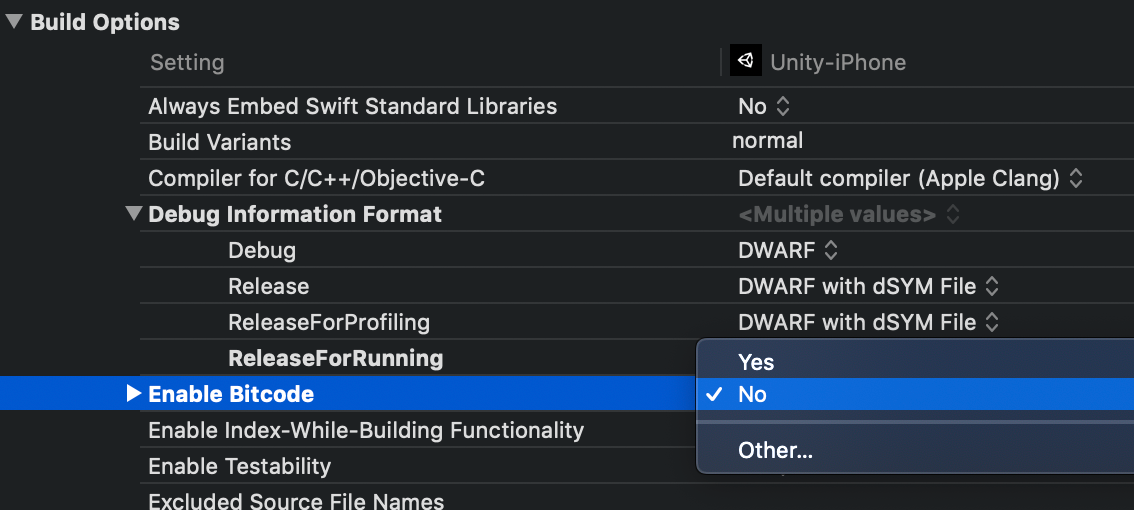 Build Options
Setting Unity-iPhone
Always Embed Swift Standard Libraries No
Build Variants normal
Compiler for C/C++/Objective-C Default compiler (Apple Clang)
Debug Information Format <Multiple values>
Debug DWARF
Release DWARF with dSYM File
ReleaseForProfiling DWARF with dSYM File
ReleaseForRunning Yes
Enable Bitcode No
Enable Index-While-Building Functionality
Enable Testability Other...
Excluded Source File Names